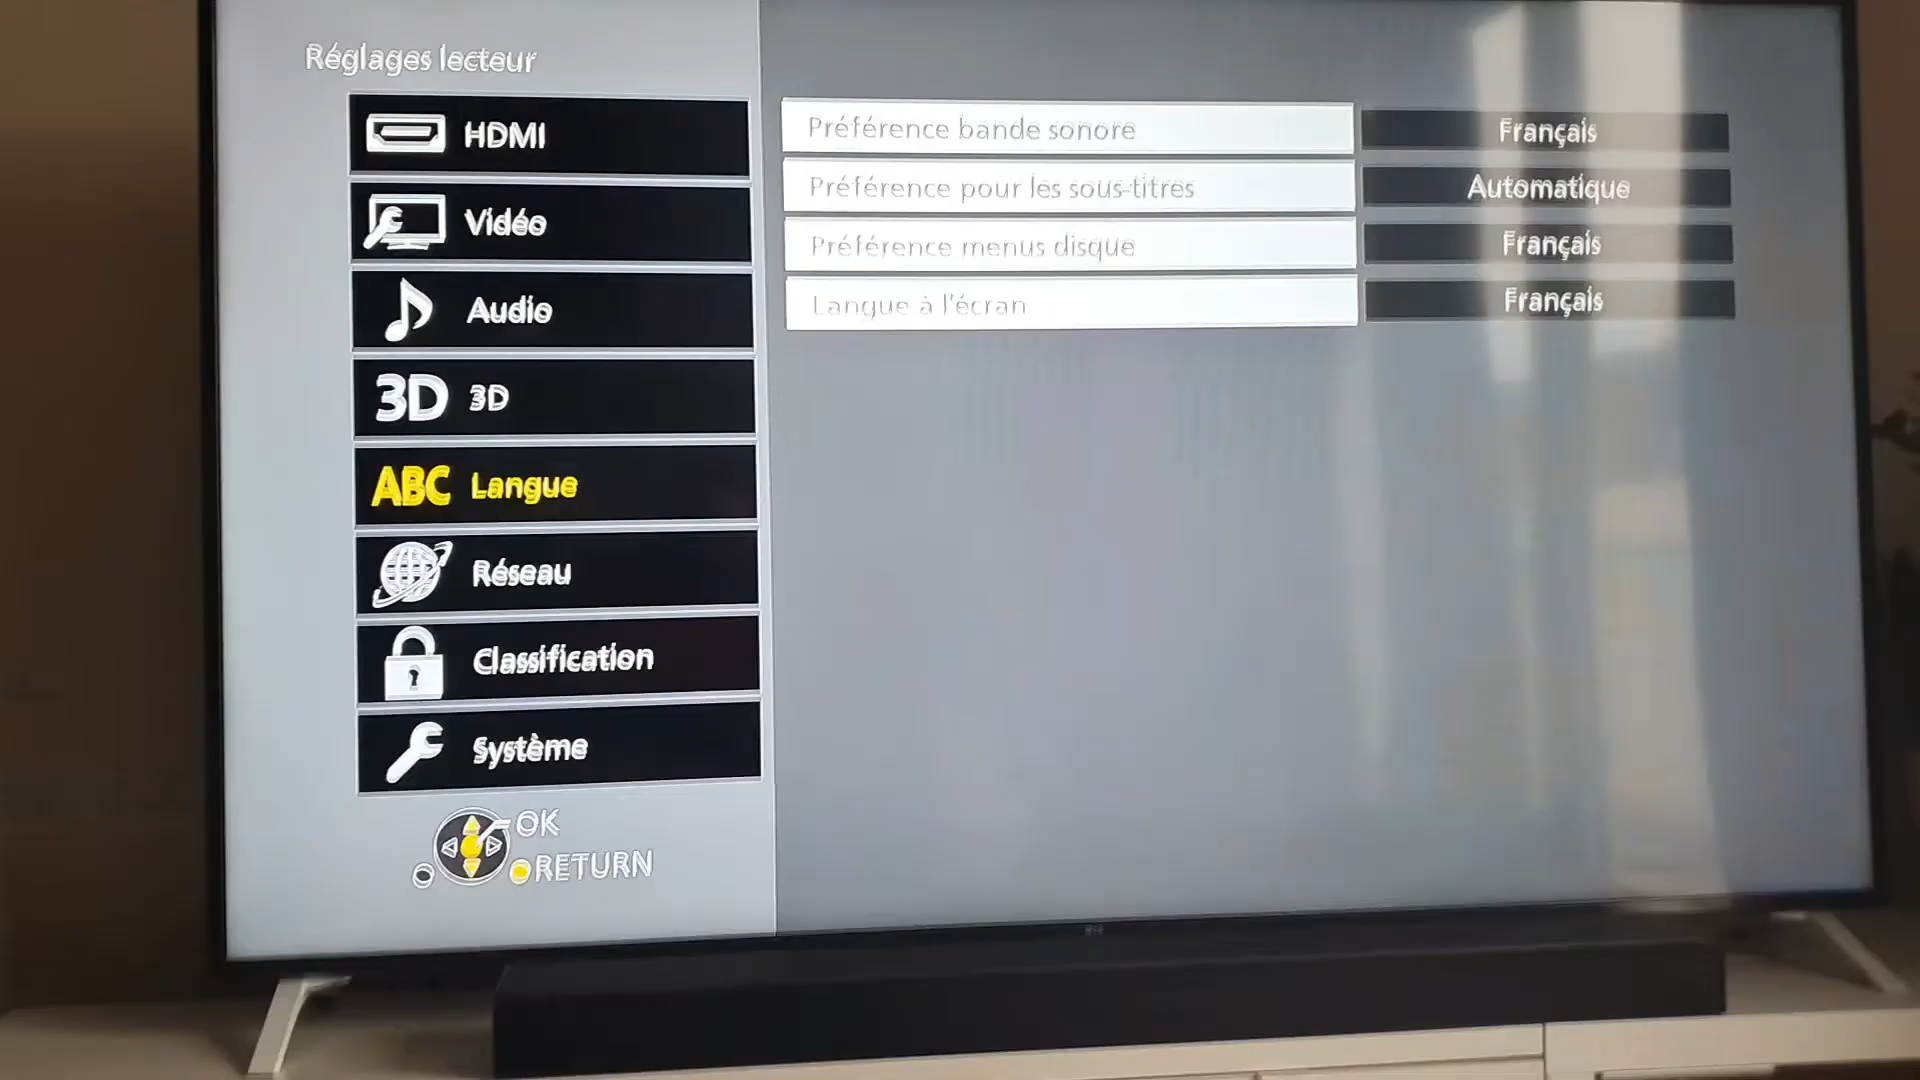 Réglages lecteur
HDMI
Vidéo
Audio
3D 3D
ABC Langue
Réseau
Classification
Système
OK
RETURN
Préférence bande sonore Français
Préférence pour les sous-titres Automatique
Préférence menus disque Français
Langue à l'écran Français